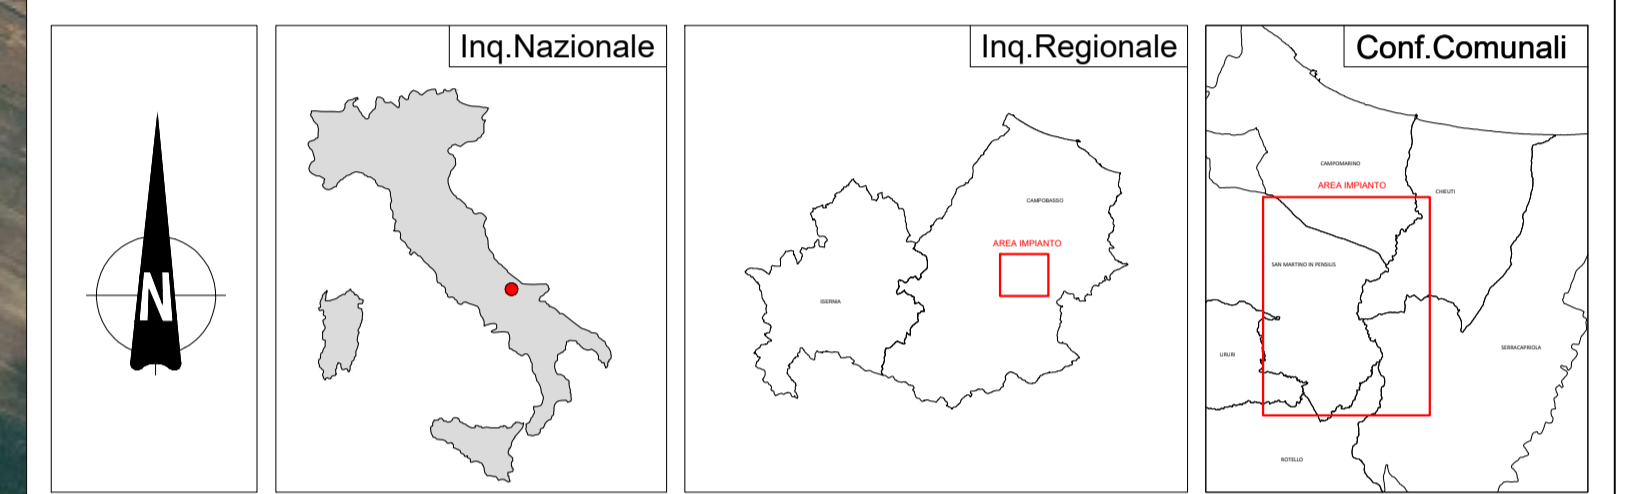 N
Inq.Nazionale
Inq.Regionale
CAMPOBASSO
AREA IMPIANTO
ISERNIA
Conf.Comunali
CAMPOMARINO
AREA IMPIANTO
CHIEUTI
SAN MARTINO IN PENSILIS
URURI
SERRACAPRIOLA
ROTELLO